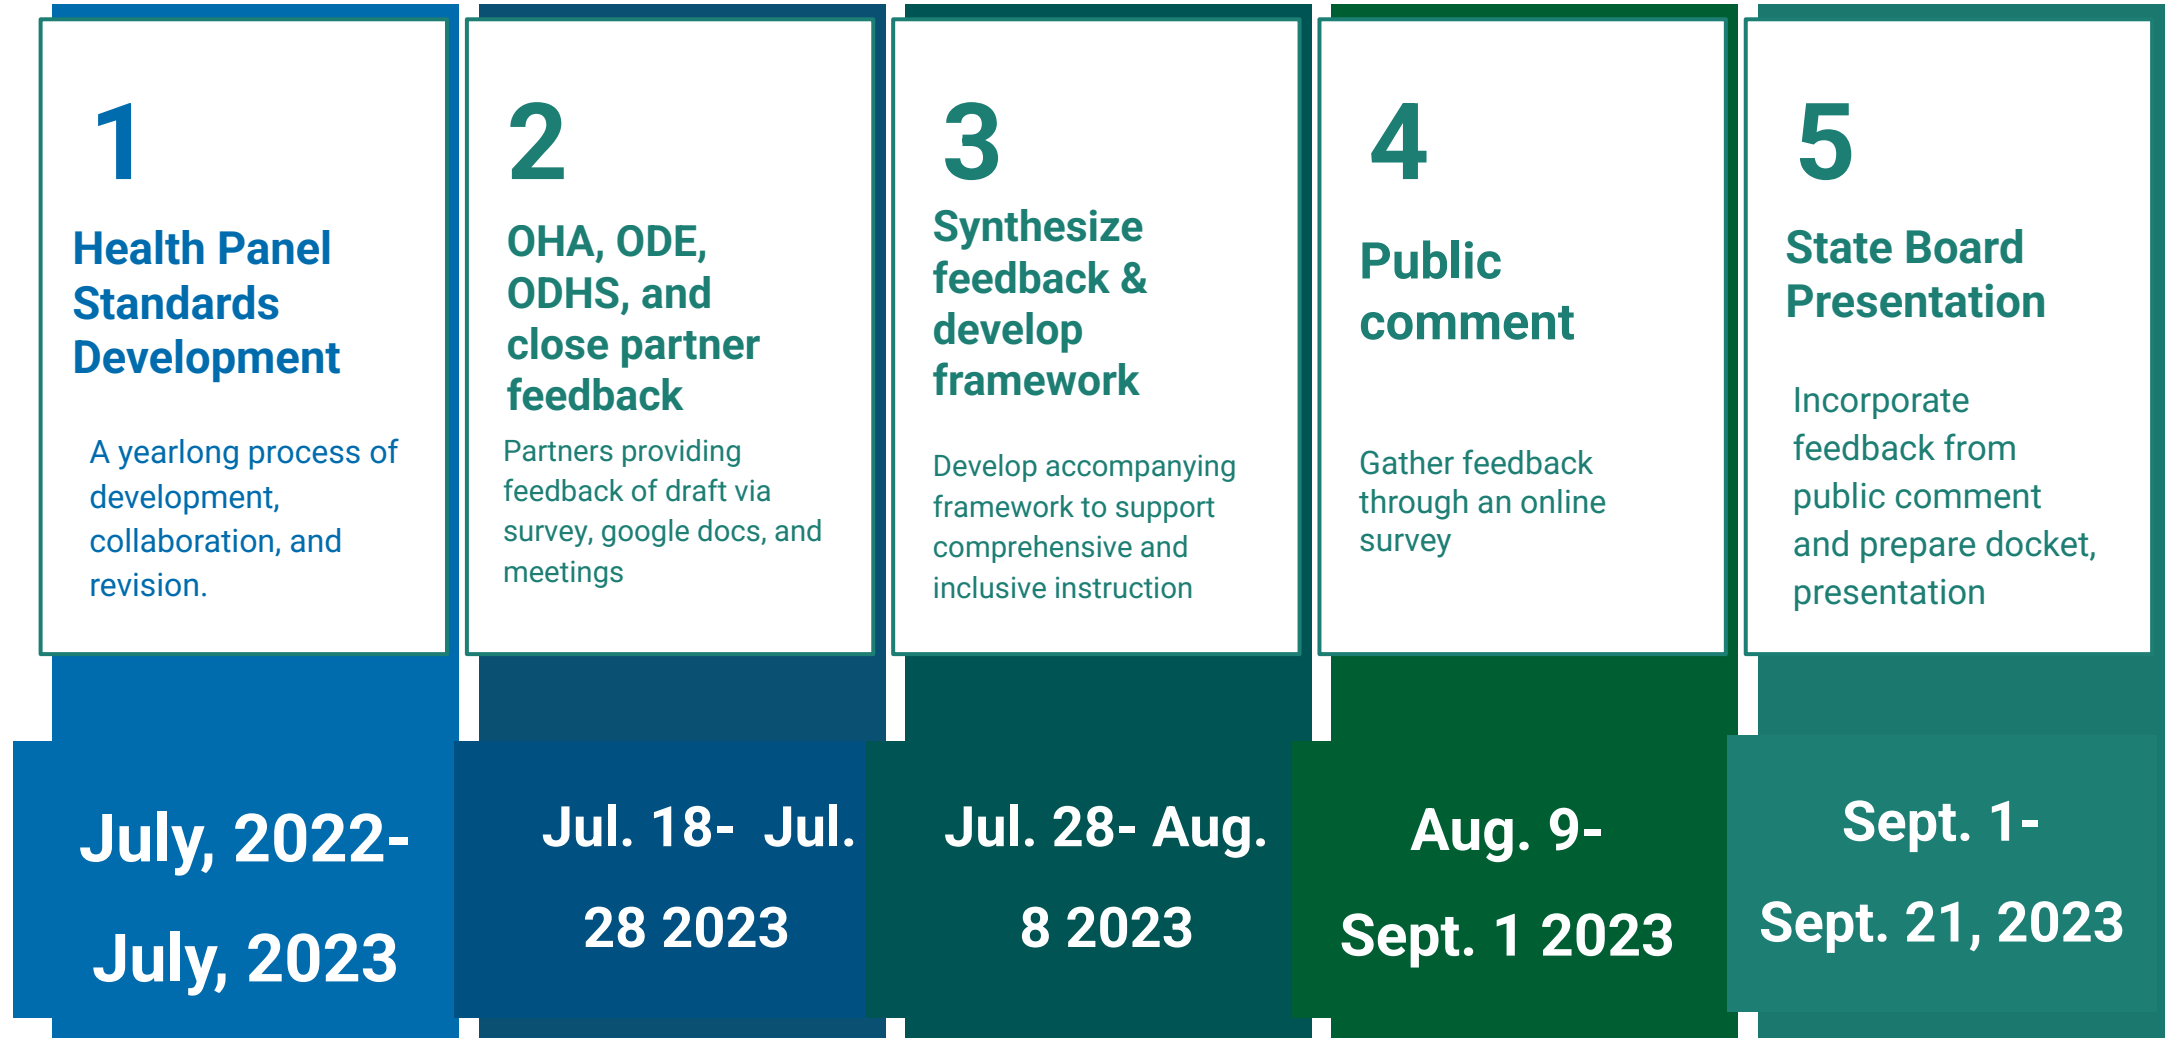 1
Health Panel
Standards
Development
A yearlong process of
development,
collaboration, and
revision.
July, 2022-
July, 2023
2
OHA, ODE,
ODHS, and
close partner
feedback
Partners providing
feedback of draft via
survey, google docs, and
meetings
Jul. 18-  Jul.
28 2023
3
Synthesize
feedback &
develop
framework
Develop accompanying
framework to support
comprehensive and
inclusive instruction
Jul. 28- Aug.
8 2023
4
Public
comment
Gather feedback
through an online
survey
Aug. 9-
Sept. 1 2023
5
State Board
Presentation
Incorporate
feedback from
public comment
and prepare docket,
presentation
Sept. 1-
Sept. 21, 2023